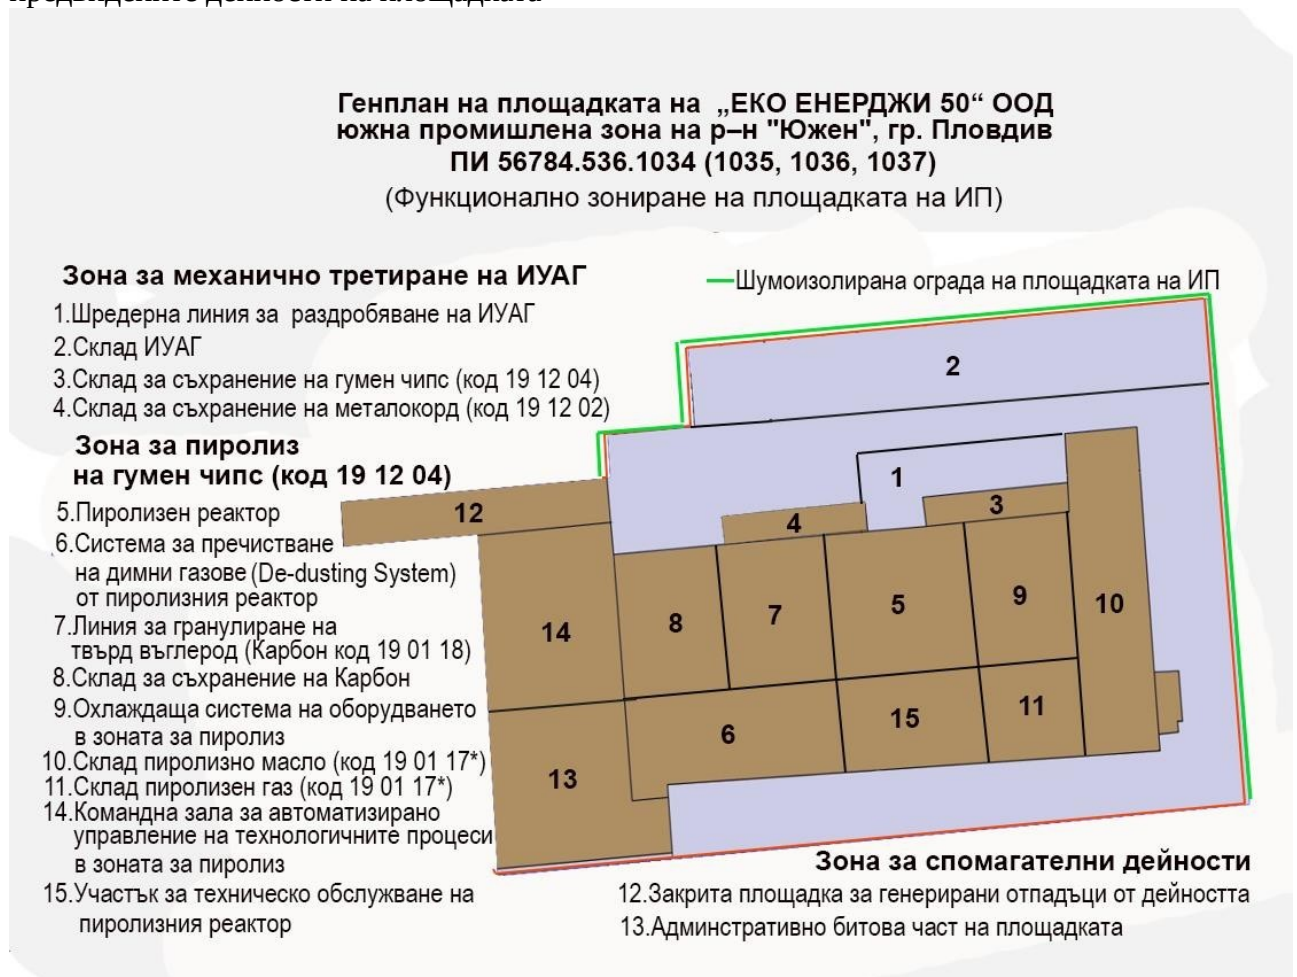 предвидените дейности на площадката
Генплан на площадката на „ЕКО ЕНЕРДЖИ 50“ ООД
южна промишлена зона на р–н "Южен", гр. Пловдив
ПИ 56784.536.1034 (1035, 1036, 1037)
(Функционално зониране на площадката на ИП)
Зона за механично третиране на ИУАГ
1.Шредерна линия за раздробяване на ИУАГ
2.Склад ИУАГ
3.Склад за съхранение на гумен чипс (код 19 12 04)
4.Склад за съхранение на металокорд (код 19 12 02)
Зона за пиролиз
на гумен чипс (код 19 12 04)
5.Пиролизен реактор
6.Система за пречистване
на димни газове (De-dusting System)
от пиролизния реактор
7.Линия за гранулиране на
твърд въглерод (Карбон код 19 01 18)
8.Склад за съхранение на Карбон
9.Охлаждаща система на оборудването
в зоната за пиролиз
10.Склад пиролизно масло (код 19 01 17*)
11.Склад пиролизен газ (код 19 01 17*)
14.Командна зала за автоматизирано
управление на технологичните процеси
в зоната за пиролиз
15.Участък за техническо обслужване на
пиролизния реактор
Шумоизолирана ограда на площадката на ИП
2
1
3
12
4
9
5
10
7
8
14
11
15
6
13
Зона за спомагателни дейности
12.Закрита площадка за генерирани отпадъци от дейността
13.Админстративно битова част на площадката